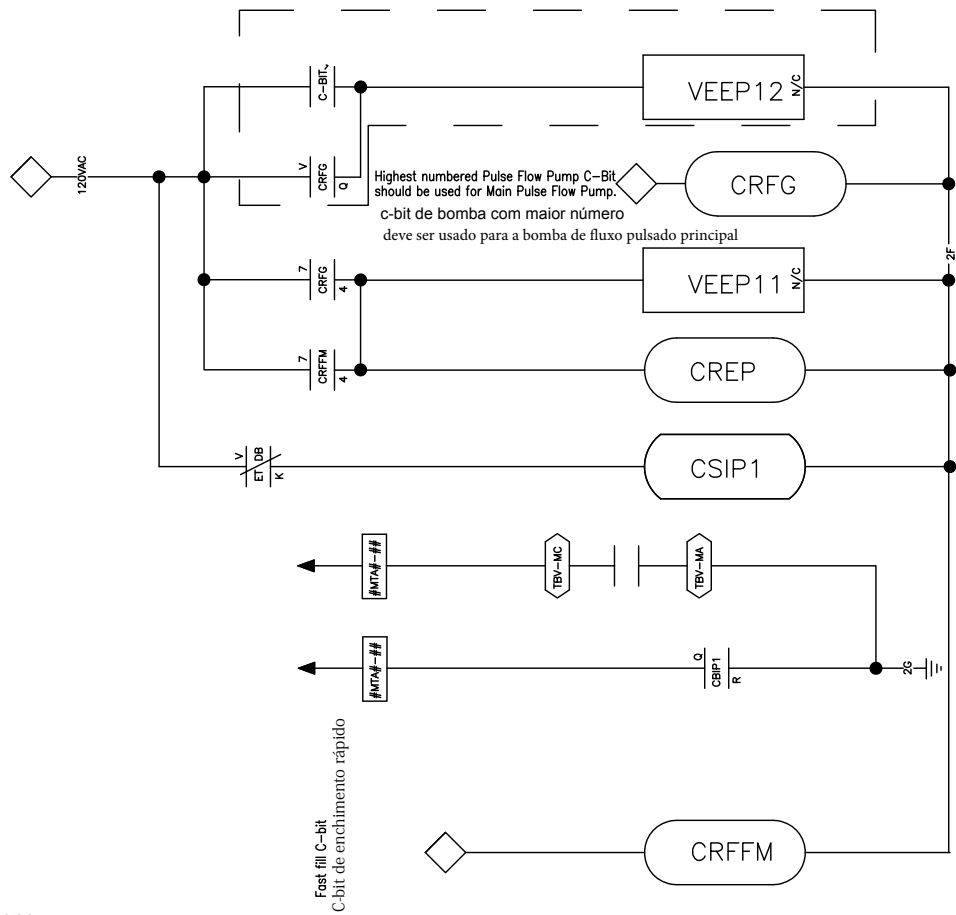 C-BIT
VEEP12
N/C
120VAC
V
CRFG
Q
Highest numbered Pulse Flow Pump C-Bit
should be used for Main Pulse Flow Pump.
c-bit de bomba com maior número
deve ser usado para a bomba de fluxo pulsado principal
CRFG
2F
7
CRFG
4
VEEP11
N/C
7
CRFFM
4
CREP
V
ET DB
K
CSIP1
#MTA#-##
TBV-MC
TBV-MA
#MTA#-##
Q
CBIP1
R
2G
Fast fill C-bit
C-bit de enchimento rápido
CRFFM